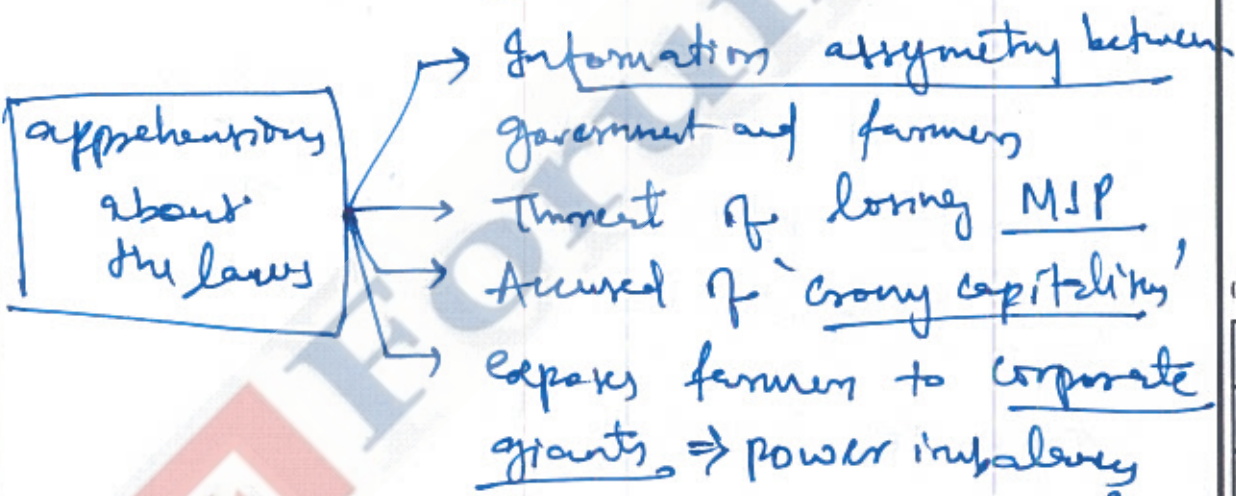 Information assymetry between
apprehensions
government and farmers
about
Threat of losing MSP
the laws
Accused of 'crony capitalism'
Exposes farmers to corporate
giants. ⇒ power imbalance
Forum